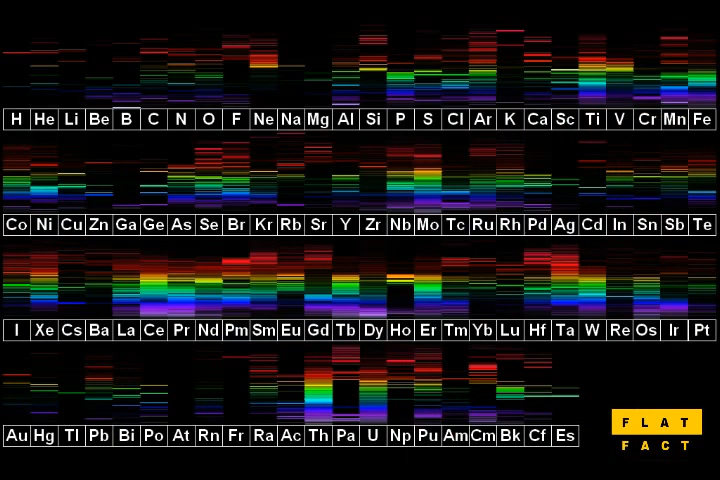 H He Li Be B C N O F Ne Na Mg Al Si P S Cl Ar K Ca Sc Ti V Cr Mn Fe
Co Ni Cu Zn Ga Ge As Se Br Kr Rb Sr Y Zr Nb Mo Tc Ru Rh Pd Ag Cd In Sn Sb Te
I Xe Cs Ba La Ce Pr Nd Pm Sm Eu Gd Tb Dy Ho Er Tm Yb Lu Hf Ta W Re Os Ir Pt
Au Hg Tl Pb Bi Po At Rn Fr Ra Ac Th Pa U Np Pu Am Cm Bk Cf Es
FLAT
FACT